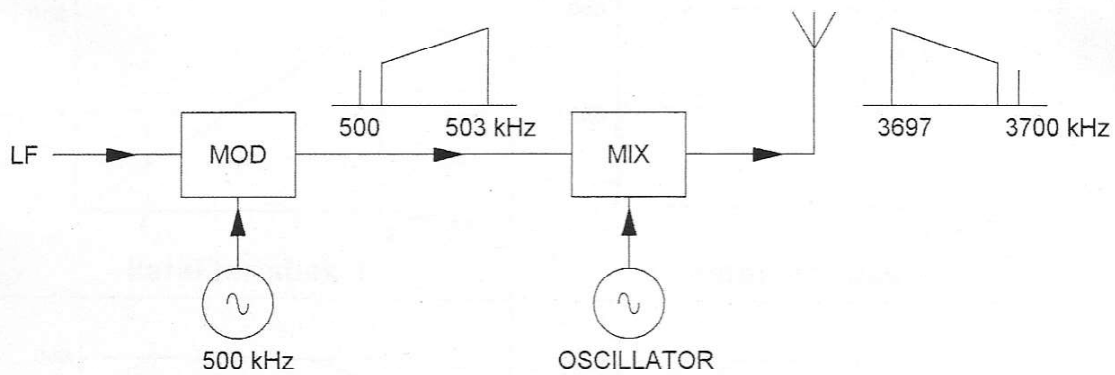 500
503 kHz
3697
3700 kHz
LF
MOD
MIX
500 kHz
OSCILLATOR